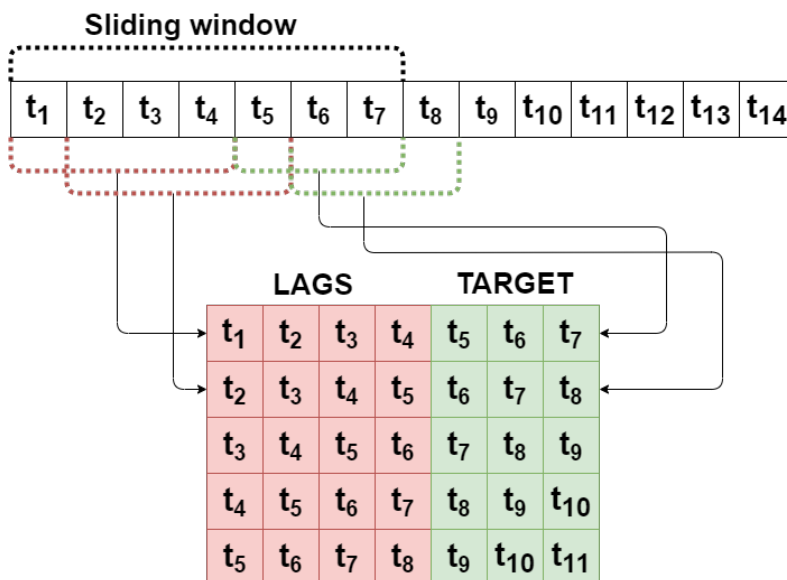 Sliding window
t1 t2 t3 t4 t5 t6 t7 t8 t9 t10 t11 t12 t13 t14
LAGS TARGET
t1 t2 t3 t4 t5 t6 t7
t2 t3 t4 t5 t6 t7 t8
t3 t4 t5 t6 t7 t8 t9
t4 t5 t6 t7 t8 t9 t10
t5 t6 t7 t8 t9 t10 t11